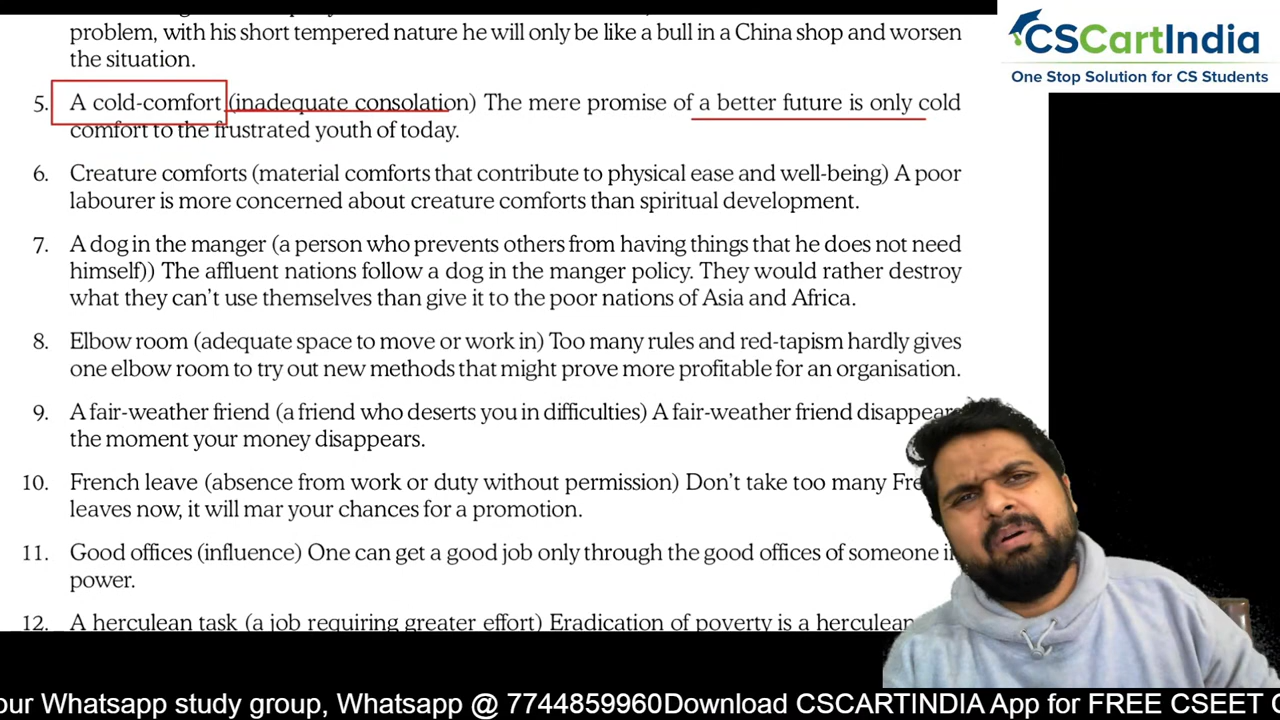 problem, with his short tempered nature he will only be like a bull in a China shop and worsen
the situation.
5. A cold-comfort (inadequate consolation) The mere promise of a better future is only cold
comfort to the frustrated youth of today.
6. Creature comforts (material comforts that contribute to physical ease and well-being) A poor
labourer is more concerned about creature comforts than spiritual development.
7. A dog in the manger (a person who prevents others from having things that he does not need
himself)) The affluent nations follow a dog in the manger policy. They would rather destroy
what they can't use themselves than give it to the poor nations of Asia and Africa.
8. Elbow room (adequate space to move or work in) Too many rules and red-tapism hardly gives
one elbow room to try out new methods that might prove more profitable for an organisation.
9. A fair-weather friend (a friend who deserts you in difficulties) A fair-weather friend disappears
the moment your money disappears.
10. French leave (absence from work or duty without permission) Don't take too many Fre
leaves now, it will mar your chances for a promotion.
11. Good offices (influence) One can get a good job only through the good offices of someone i
power.
12. A herculean task (a job requiring greater effort) Eradication of poverty is a herculean
CSCartIndia
One Stop Solution for CS Students
our Whatsapp study group, Whatsapp @ 7744859960Download CSCARTINDIA App for FREE CSEET